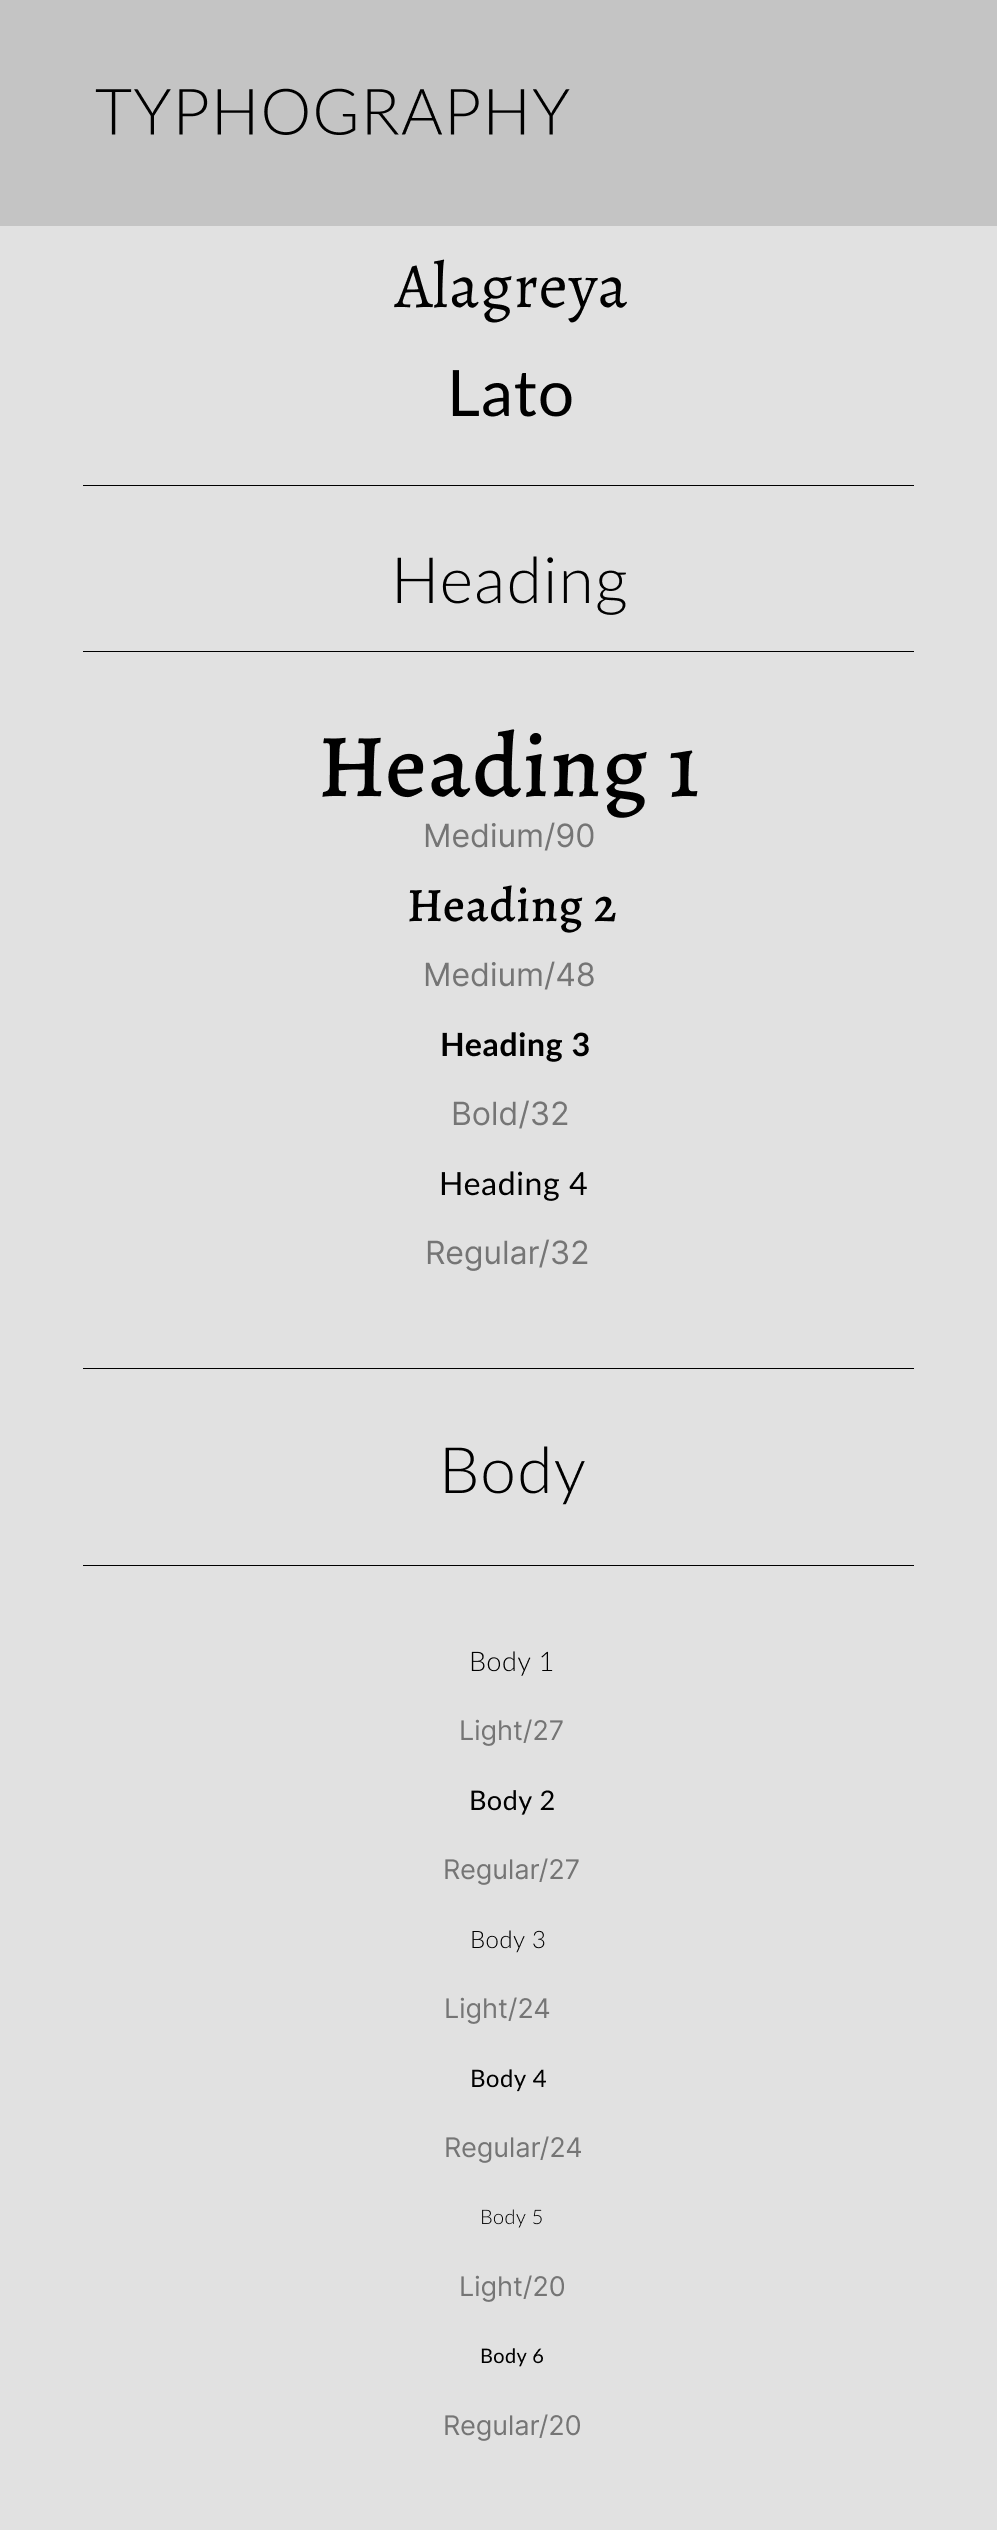 TYPHOGRAPHY
Alagreya
Lato
Heading
Heading 1
Medium/90
Heading 2
Medium/48
Heading 3
Bold/32
Heading 4
Regular/32
Body
Body 1
Light/27
Body 2
Regular/27
Body 3
Light/24
Body 4
Regular/24
Body 5
Light/20
Body 6
Regular/20